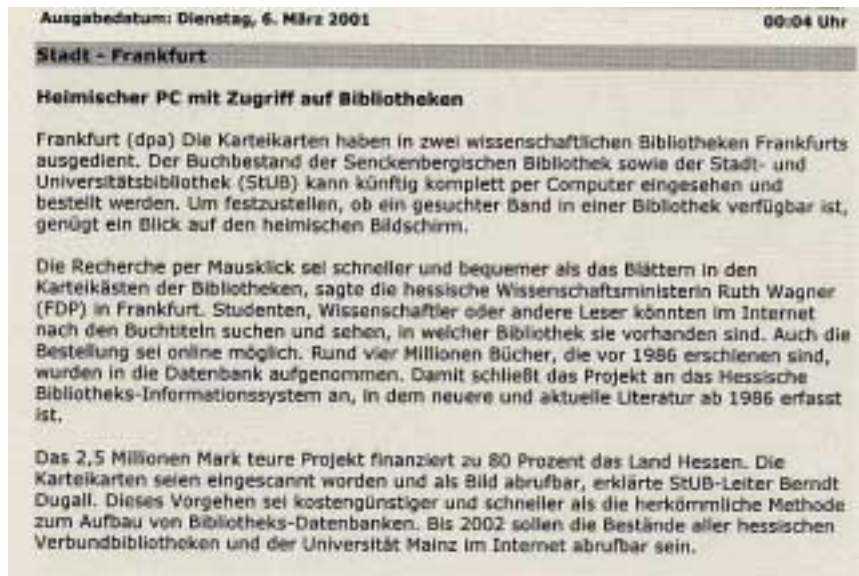 Ausgabedatum: Dienstag, 6. März 2001 00:04 Uhr
Stadt - Frankfurt
Heimischer PC mit Zugriff auf Bibliotheken
Frankfurt (dpa) Die Karteikarten haben in zwei wissenschaftlichen Bibliotheken Frankfurts
ausgedient. Der Buchbestand der Senckenbergischen Bibliothek sowie der Stadt- und
Universitätsbibliothek (StUB) kann künftig komplett per Computer eingesehen und
bestellt werden. Um festzustellen, ob ein gesuchter Band in einer Bibliothek verfügbar ist,
genügt ein Blick auf den heimischen Bildschirm.
Die Recherche per Mausklick sei schneller und bequemer als das Blättern in den
Karteikästen der Bibliotheken, sagte die hessische Wissenschaftsministerin Ruth Wagner
(FDP) in Frankfurt. Studenten, Wissenschaftler oder andere Leser könnten im Internet
nach den Buchtiteln suchen und sehen, in welcher Bibliothek sie vorhanden sind. Auch die
Bestellung sei online möglich. Rund vier Millionen Bücher, die vor 1986 erschienen sind,
wurden in die Datenbank aufgenommen. Damit schließt das Projekt an das Hessische
Bibliotheks-Informationssystem an, in dem neuere und aktuelle Literatur ab 1986 erfasst
ist.
Das 2,5 Millionen Mark teure Projekt finanziert zu 80 Prozent das Land Hessen. Die
Karteikarten seien eingescannt worden und als Bild abrufbar, erklärte StUB-Leiter Berndt
Dugall. Dieses Vorgehen sei kostengünstiger und schneller als die herkömmliche Methode
zum Aufbau von Bibliotheks-Datenbanken. Bis 2002 sollen die Bestände aller hessischen
Verbundbibliotheken und der Universität Mainz im Internet abrufbar sein.